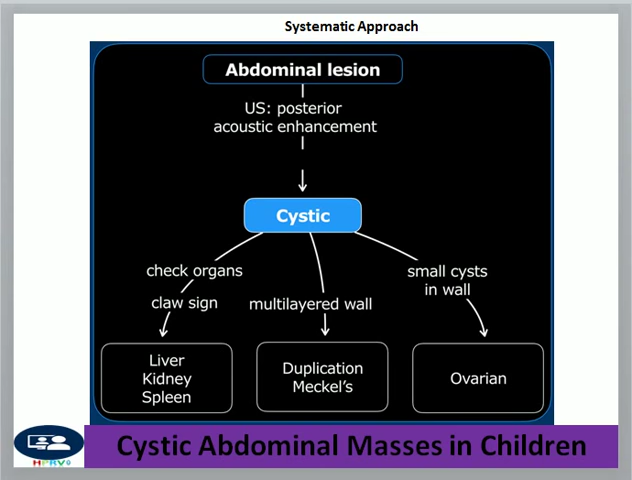 Systematic Approach
Abdominal lesion
US: posterior
acoustic enhancement
Cystic
check organs
claw sign
multilayered wall
small cysts
in wall
Liver
Kidney
Spleen
Duplication
Meckel's
Ovarian
HPRVO
Cystic Abdominal Masses in Children